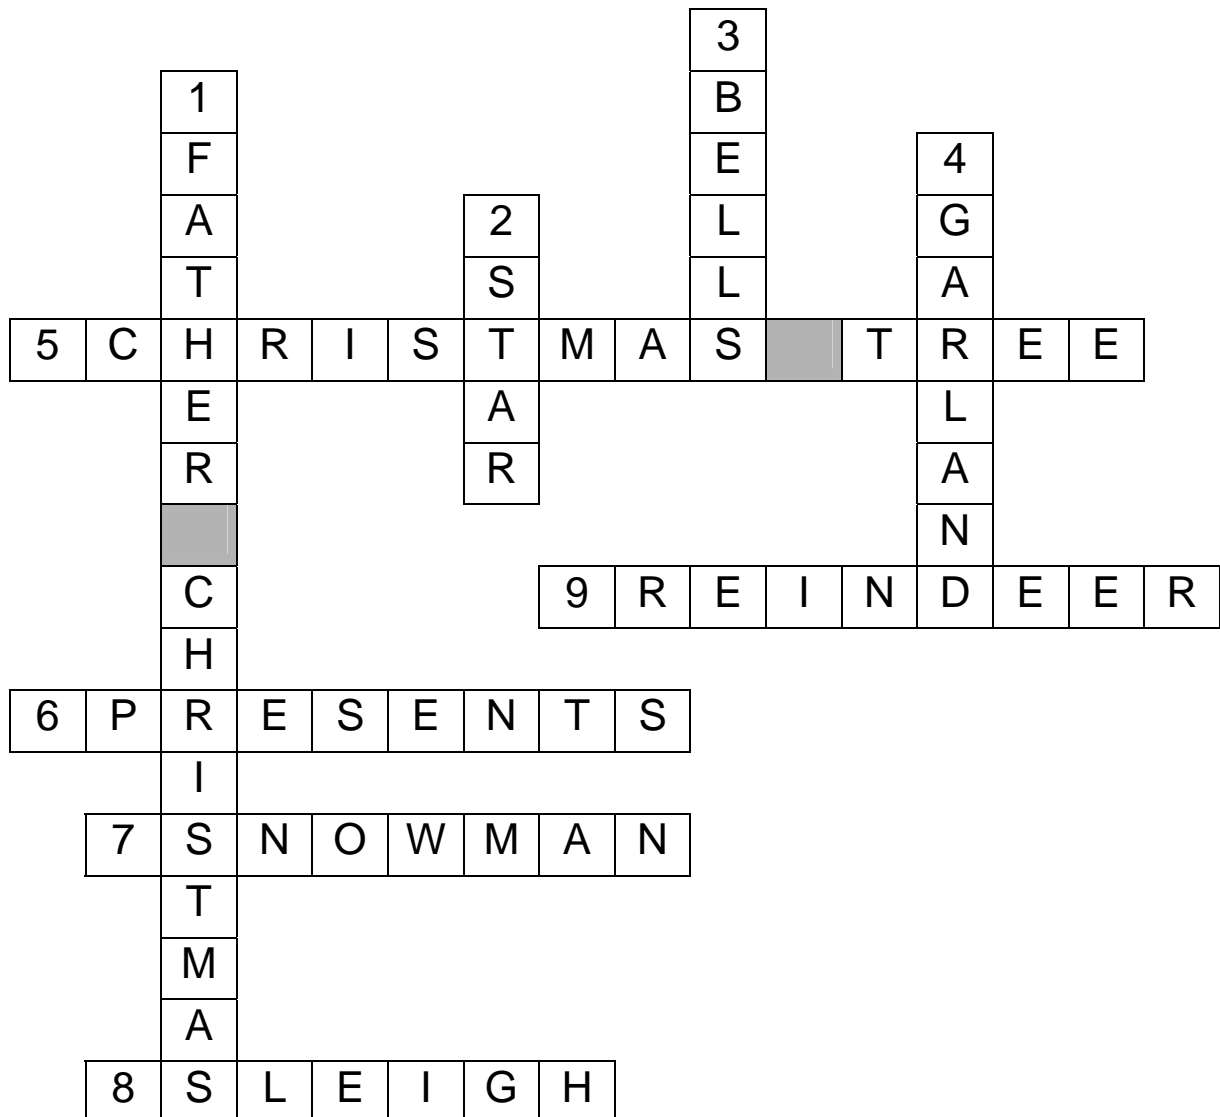 3
1 B
F E 4
A 2 L G
T S L A
5 C H R I S T M A S T R E E
E A L
R R A
N
C 9 R E I N D E E R
H
6 P R E S E N T S
I
7 S N O W M A N
T
M
A
8 S L E I G H